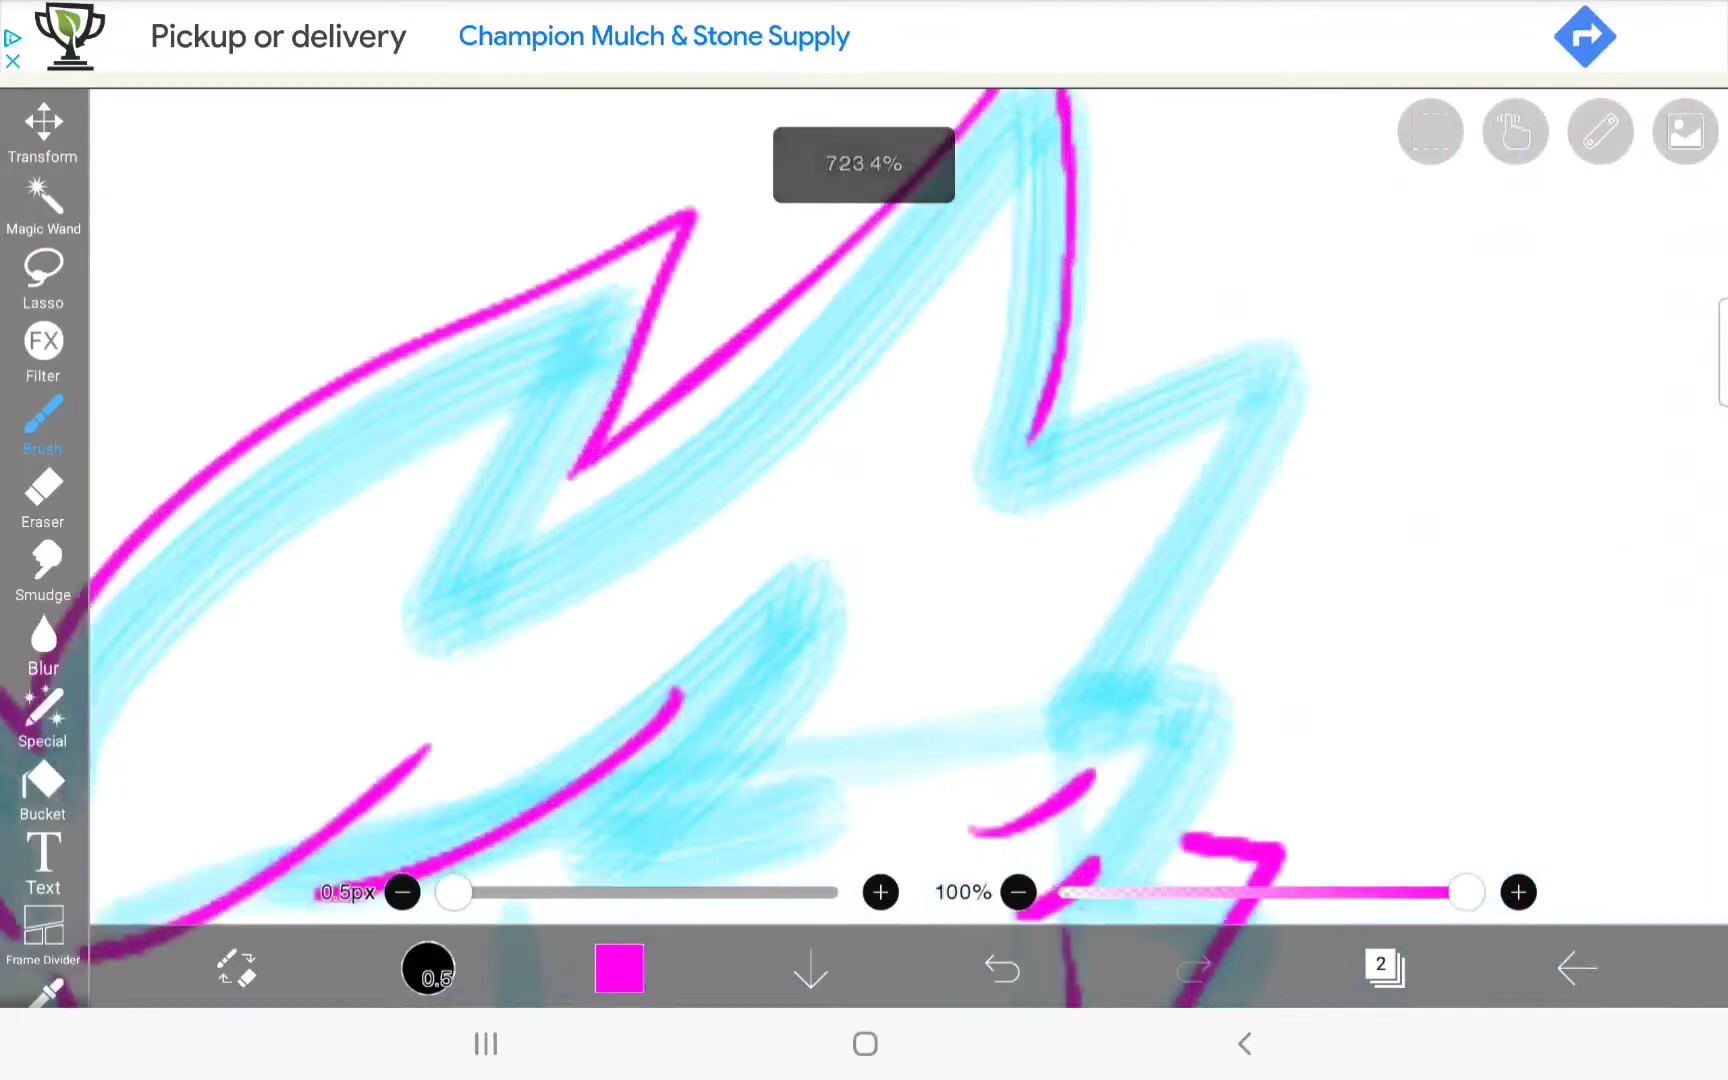 Pickup or delivery
Champion Mulch & Stone Supply
723.4%
Transform
Magic Wand
Lasso
FX
Filter
Brush
Eraser
Smudge
Blur
Special
Bucket
T
Text
Frame Divider
0.5px
100%
0.5
2